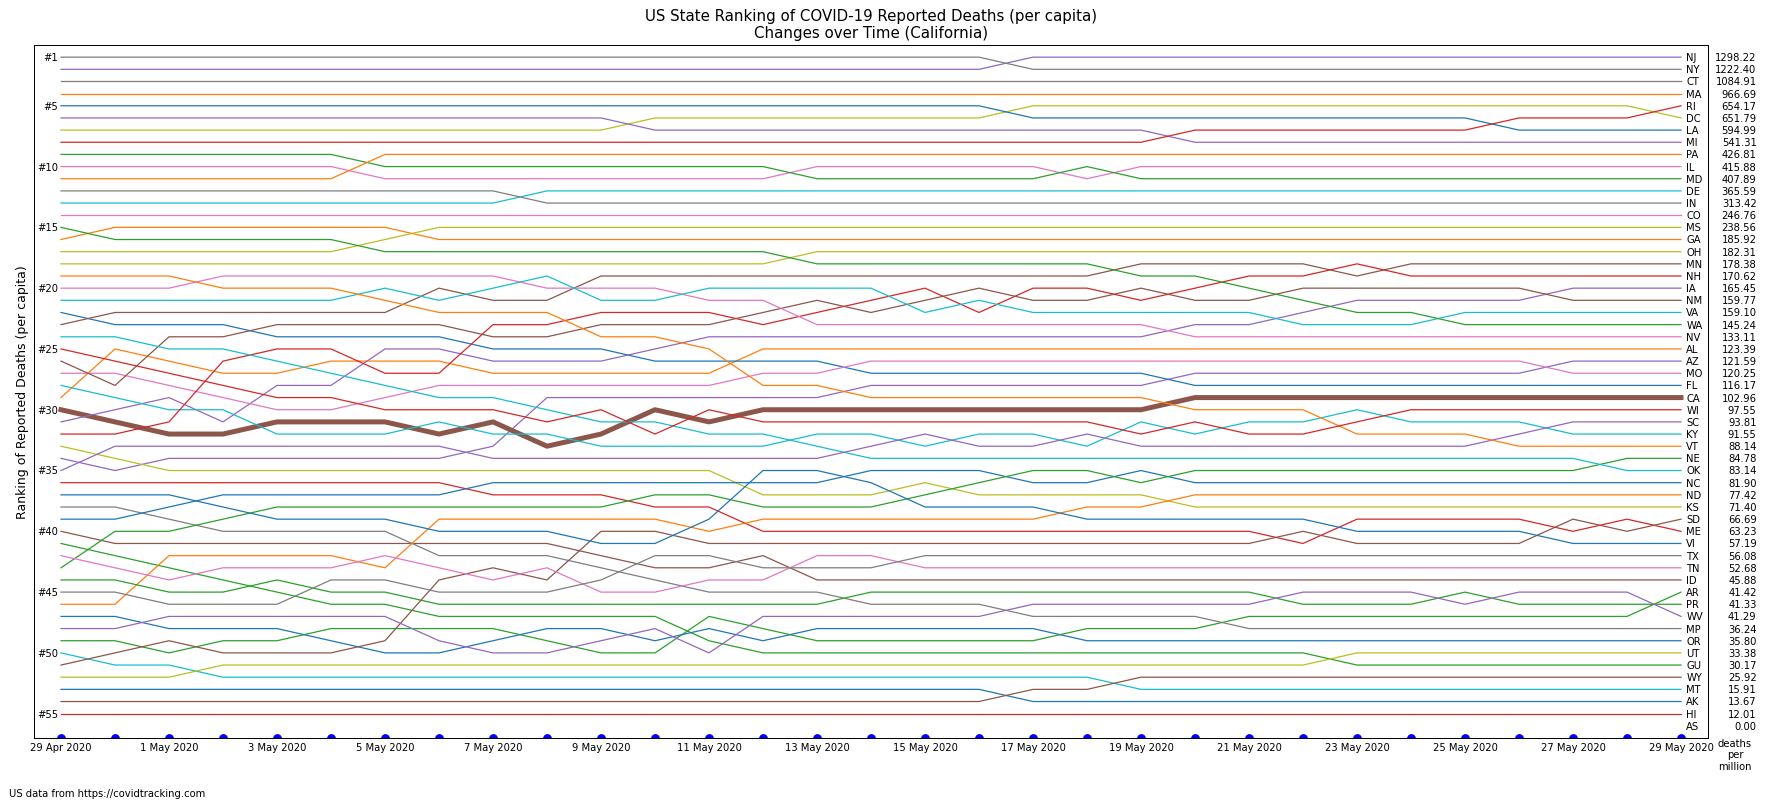 US State Ranking of COVID-19 Reported Deaths (per capita)
Changes over Time (California)
Ranking of Reported Deaths (per capita)
#1
#5
#10
#15
#20
#25
#30
#35
#40
#45
#50
#55
NJ 1298.22
NY 1222.40
CT 1084.91
MA 966.69
RI 654.17
DC 651.79
LA 594.99
MI 541.31
PA 426.81
IL 415.88
MD 407.89
DE 365.59
IN 313.42
CO 246.76
MS 238.56
GA 185.92
OH 182.31
MN 178.38
NH 170.62
IA 165.45
NM 159.77
VA 159.10
WA 145.24
NV 133.11
AL 123.39
AZ 121.59
MO 120.25
FL 116.17
CA 102.96
WI 97.55
SC 93.81
KY 91.55
VT 88.14
NE 84.78
OK 83.14
NC 81.90
ND 77.42
KS 71.40
SD 66.69
ME 63.23
VI 57.19
TX 56.08
TN 52.68
ID 45.88
AR 41.42
PR 41.33
WV 41.29
MP 36.24
OR 35.80
UT 33.38
GU 30.17
WY 25.92
MT 15.91
AK 13.67
HI 12.01
AS 0.00
29 Apr 2020 1 May 2020 3 May 2020 5 May 2020 7 May 2020 9 May 2020 11 May 2020 13 May 2020 15 May 2020 17 May 2020 19 May 2020 21 May 2020 23 May 2020 25 May 2020 27 May 2020 29 May 2020
deaths
per
million
US data from https://covidtracking.com